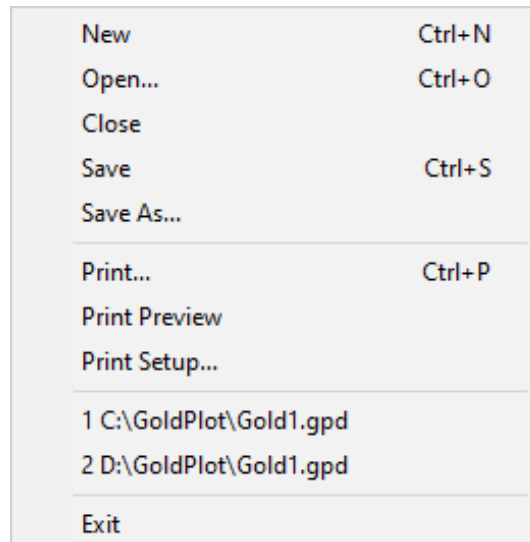 New Ctrl+N
Open... Ctrl+O
Close
Save Ctrl+S
Save As...
Print... Ctrl+P
Print Preview
Print Setup...
1 C:\GoldPlot\Gold1.gpd
2 D:\GoldPlot\Gold1.gpd
Exit